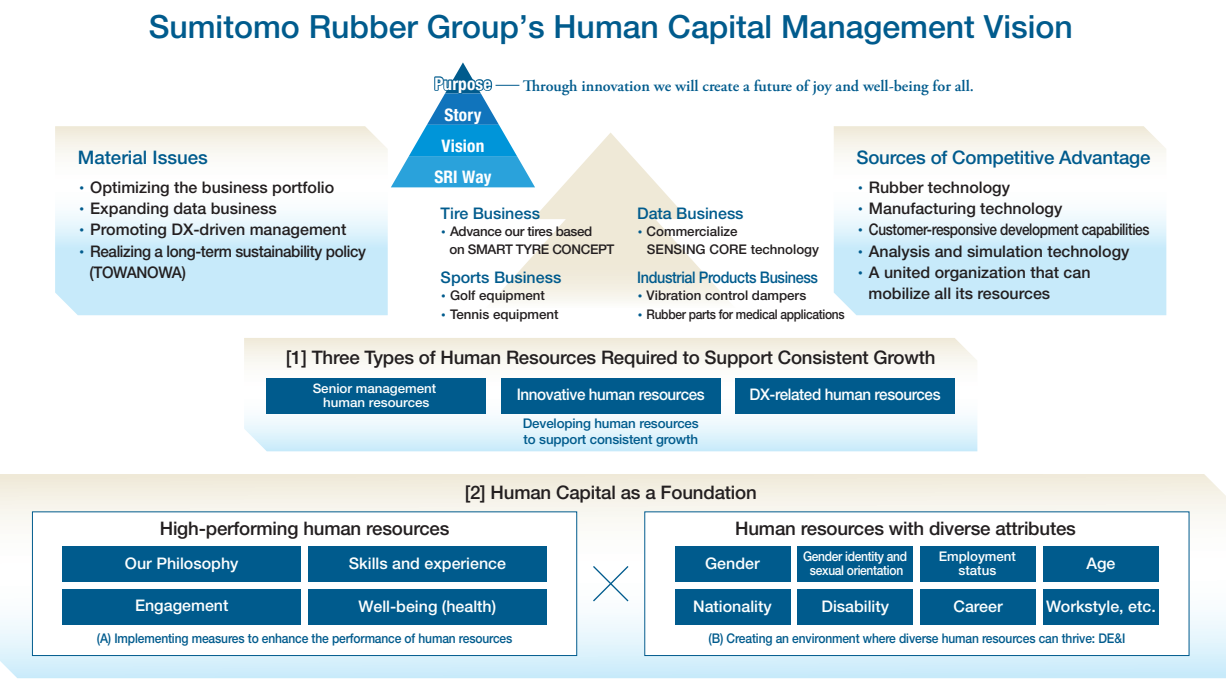 Sumitomo Rubber Group's Human Capital Management Vision
Purpose
Through innovation we will create a future of joy and well-being for all.
Story
Vision
SRI Way
Material Issues
・Optimizing the business portfolio
・Expanding data business
・Promoting DX-driven management
・Realizing a long-term sustainability policy
(TOWANOWA)
Tire Business
・Advance our tires based
on SMART TYRE CONCEPT
Sports Business
・Golf equipment
・Tennis equipment
Data Business
・Commercialize
SENSING CORE technology
Industrial Products Business
・Vibration control dampers
・Rubber parts for medical applications
Sources of Competitive Advantage
・Rubber technology
・Manufacturing technology
・Customer-responsive development capabilities
・Analysis and simulation technology
・A united organization that can
mobilize all its resources
[1] Three Types of Human Resources Required to Support Consistent Growth
Senior management
human resources
Innovative human resources
DX-related human resources
Developing human resources
to support consistent growth
[2] Human Capital as a Foundation
High-performing human resources
Our Philosophy
Skills and experience
Engagement
Well-being (health)
(A) Implementing measures to enhance the performance of human resources
Human resources with diverse attributes
Gender
Gender identity and
sexual orientation
Employment
status
Age
Nationality
Disability
Career
Workstyle, etc.
(B) Creating an environment where diverse human resources can thrive: DE&I